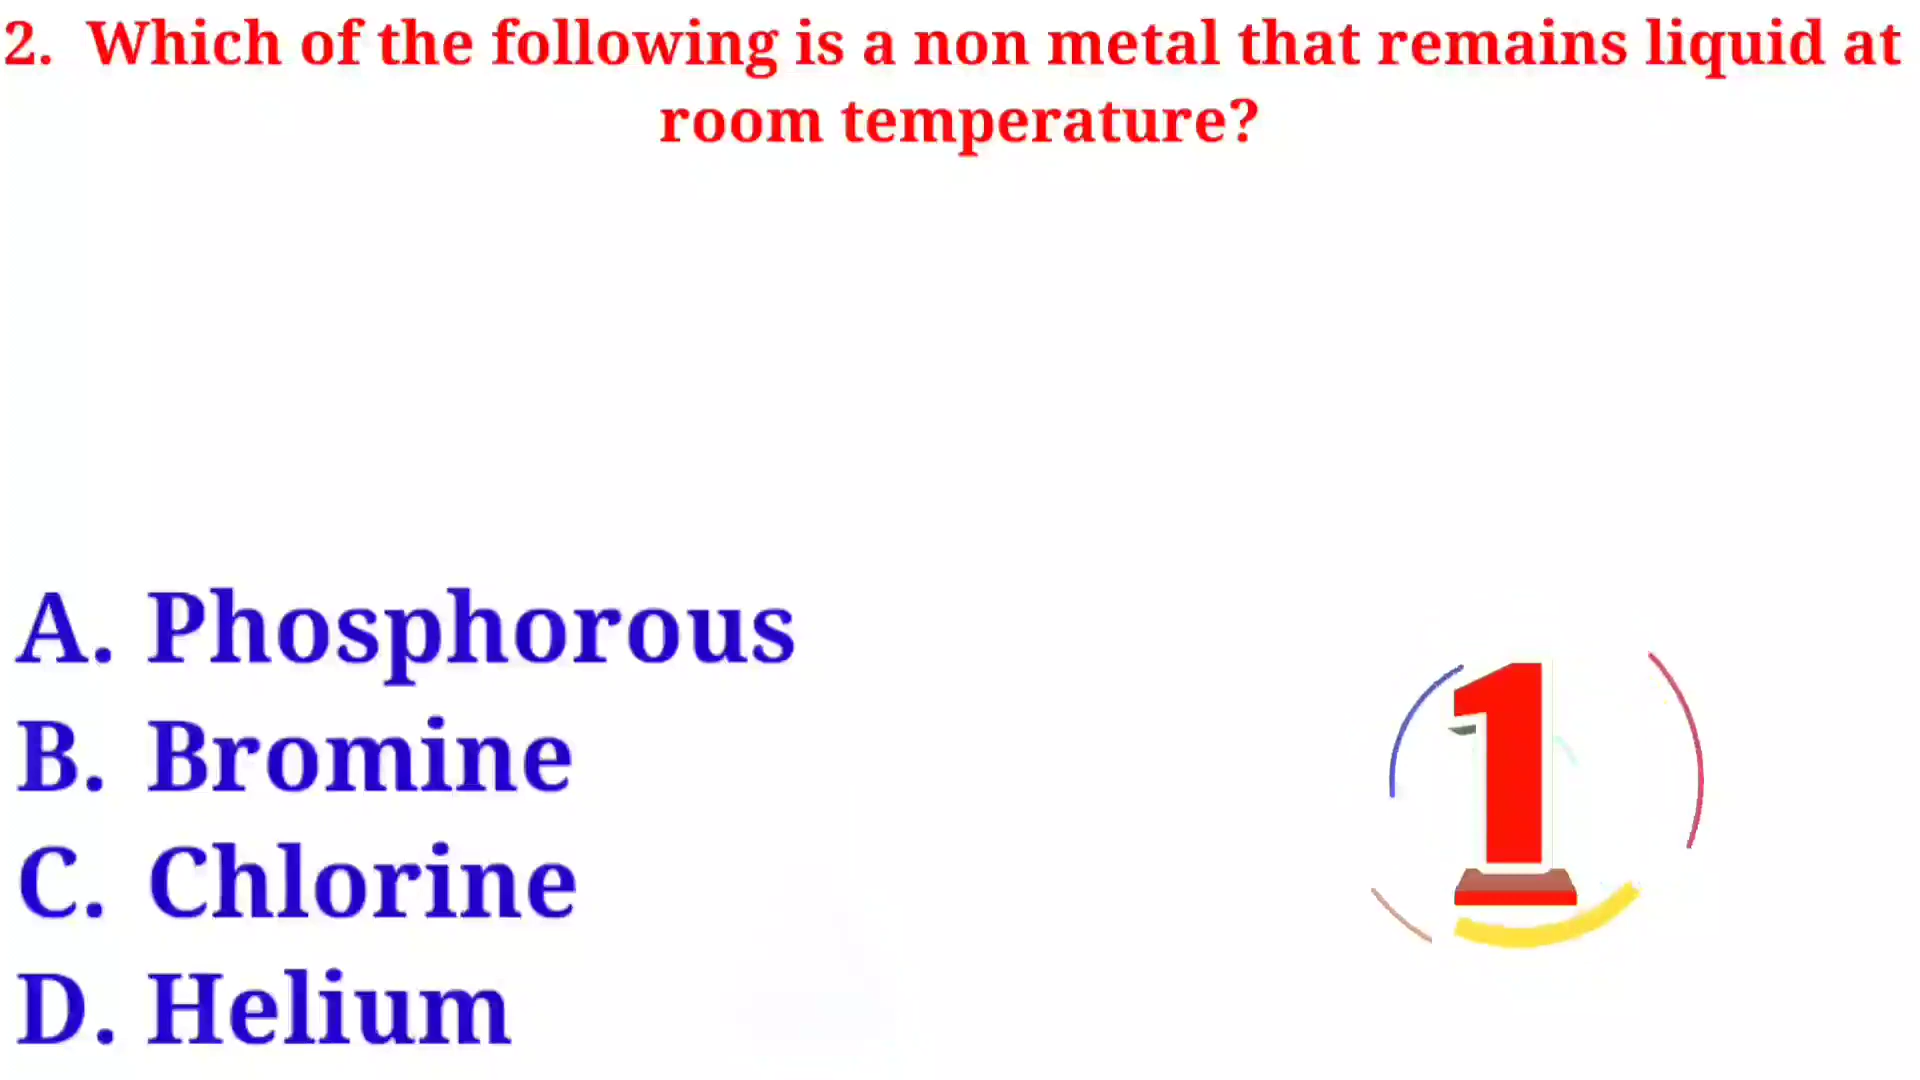 2. Which of the following is a non metal that remains liquid at
room temperature?
A. Phosphorous
B. Bromine
C. Chlorine
D. Helium
1